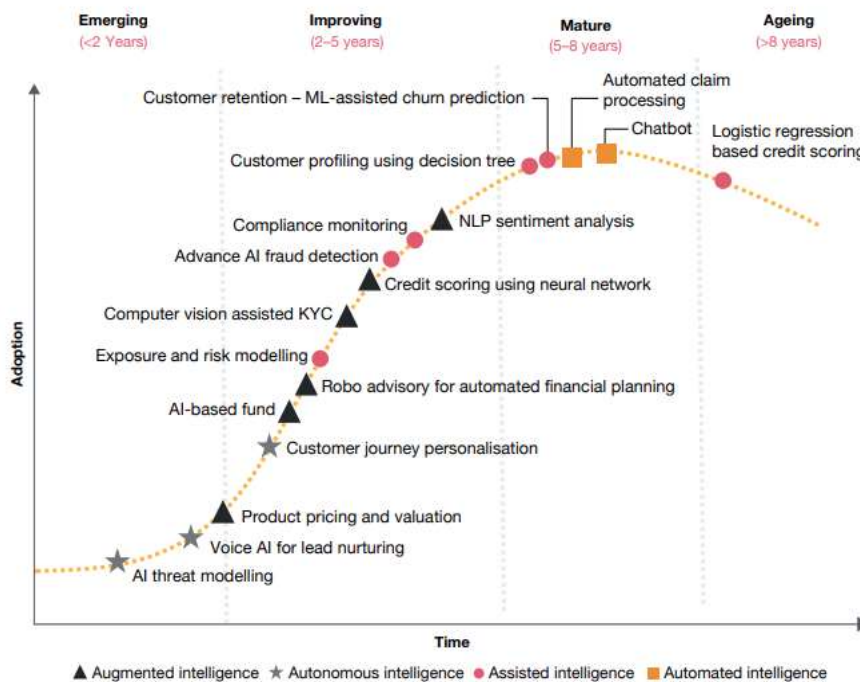 Emerging
(<2 Years)
Improving
(2–5 years)
Mature
(5–8 years)
Ageing
(>8 years)
Customer retention – ML-assisted churn prediction
Automated claim
processing
Chatbot
Logistic regression
based credit scoring
Customer profiling using decision tree
NLP sentiment analysis
Compliance monitoring
Advance AI fraud detection
Credit scoring using neural network
Computer vision assisted KYC
Exposure and risk modelling
Robo advisory for automated financial planning
AI-based fund
Customer journey personalisation
Product pricing and valuation
Voice AI for lead nurturing
AI threat modelling
Adoption
Time
Augmented intelligence
Autonomous intelligence
Assisted intelligence
Automated intelligence